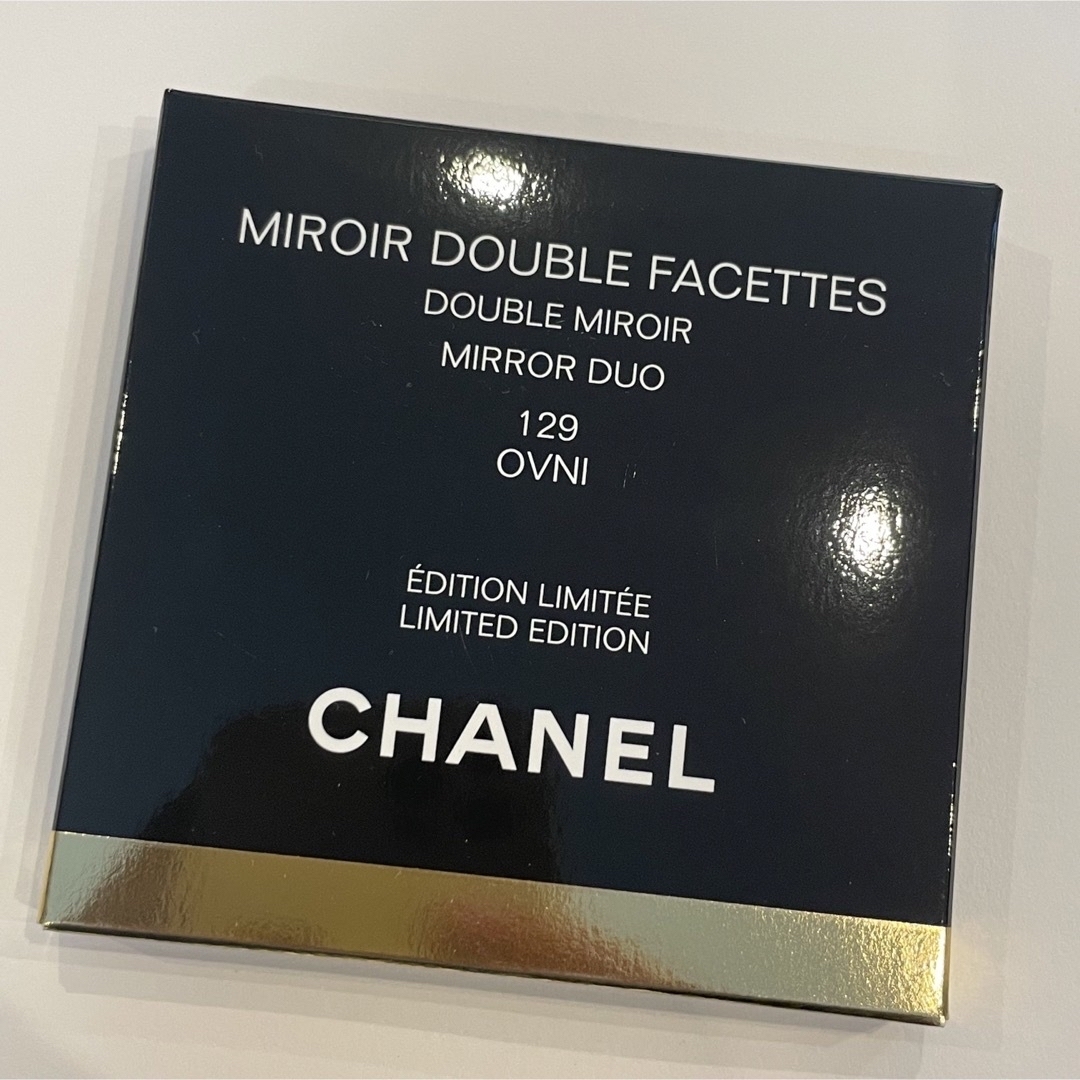 MIROIR DOUBLE FACETTES
DOUBLE MIROIR
MIRROR DUO
129
OVNI
ÉDITION LIMITÉE
LIMITED EDITION
CHANEL